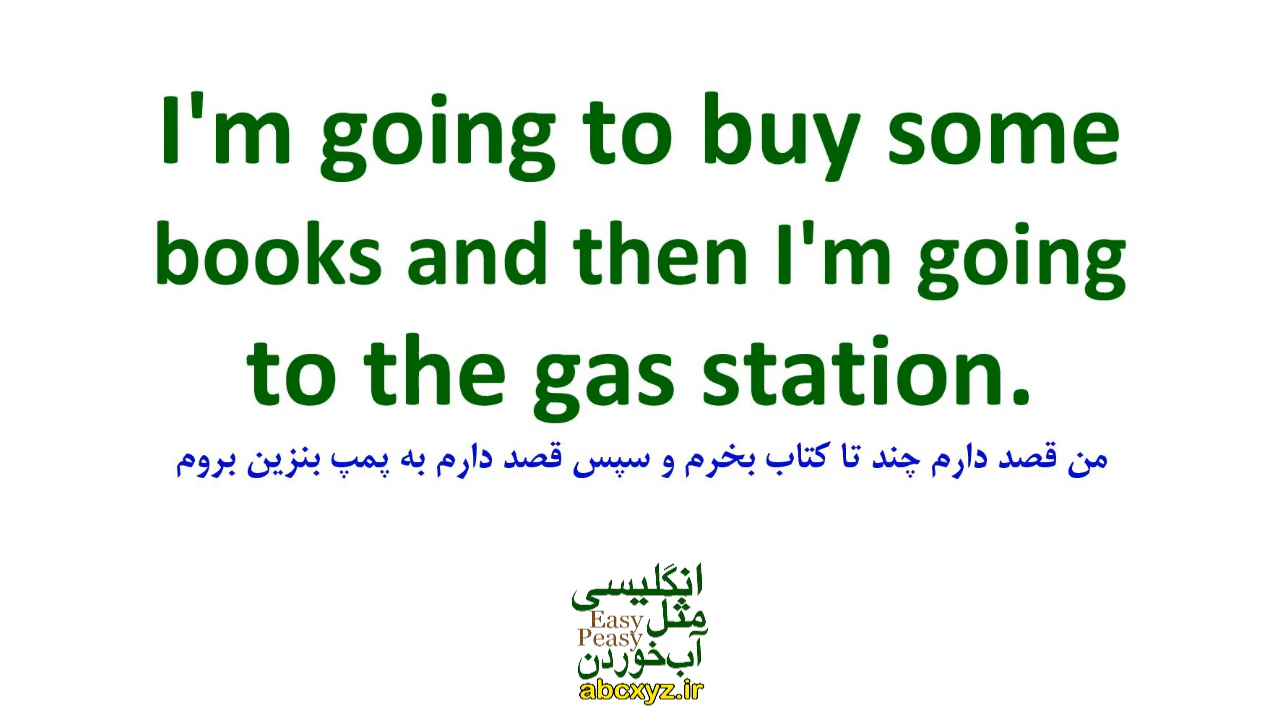 I'm going to buy some
books and then I'm going
to the gas station.
من قصد دارم چند تا کتاب بخرم و سپس قصد دارم به پمپ بنزین بروم
انگلیسی
مثل
Easy
Peasy
آب‌خوردن
abcxyz.ir